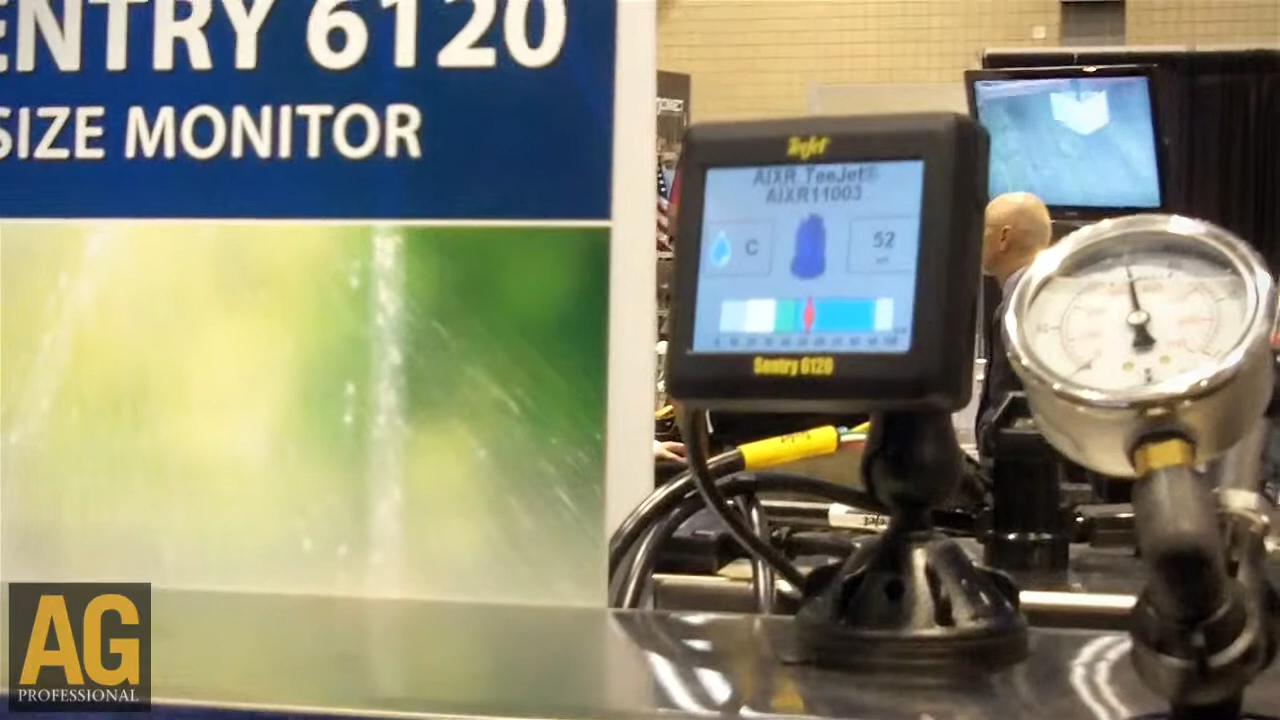 ENTRY 6120
SIZE MONITOR
TeeJet
AIXR TeeJet®
AIXR11003
C
52
Sentry 6120
AG
PROFESSIONAL